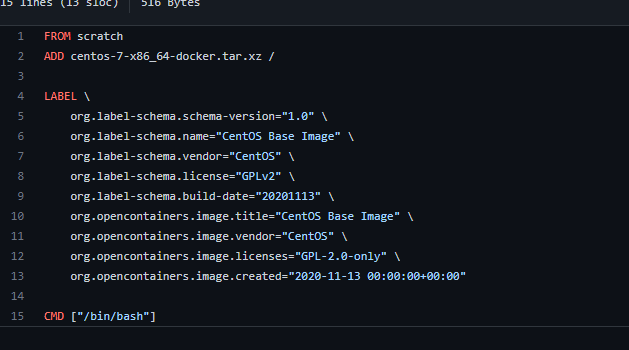 15 lines (13 sloc) 516 Bytes
1 FROM scratch
2 ADD centos-7-x86_64-docker.tar.xz /
3
4 LABEL \
5 org.label-schema.schema-version="1.0" \
6 org.label-schema.name="CentOS Base Image" \
7 org.label-schema.vendor="CentOS" \
8 org.label-schema.license="GPLv2" \
9 org.label-schema.build-date="20201113" \
10 org.opencontainers.image.title="CentOS Base Image" \
11 org.opencontainers.image.vendor="CentOS" \
12 org.opencontainers.image.licenses="GPL-2.0-only" \
13 org.opencontainers.image.created="2020-11-13 00:00:00+00:00"
14
15 CMD ["/bin/bash"]